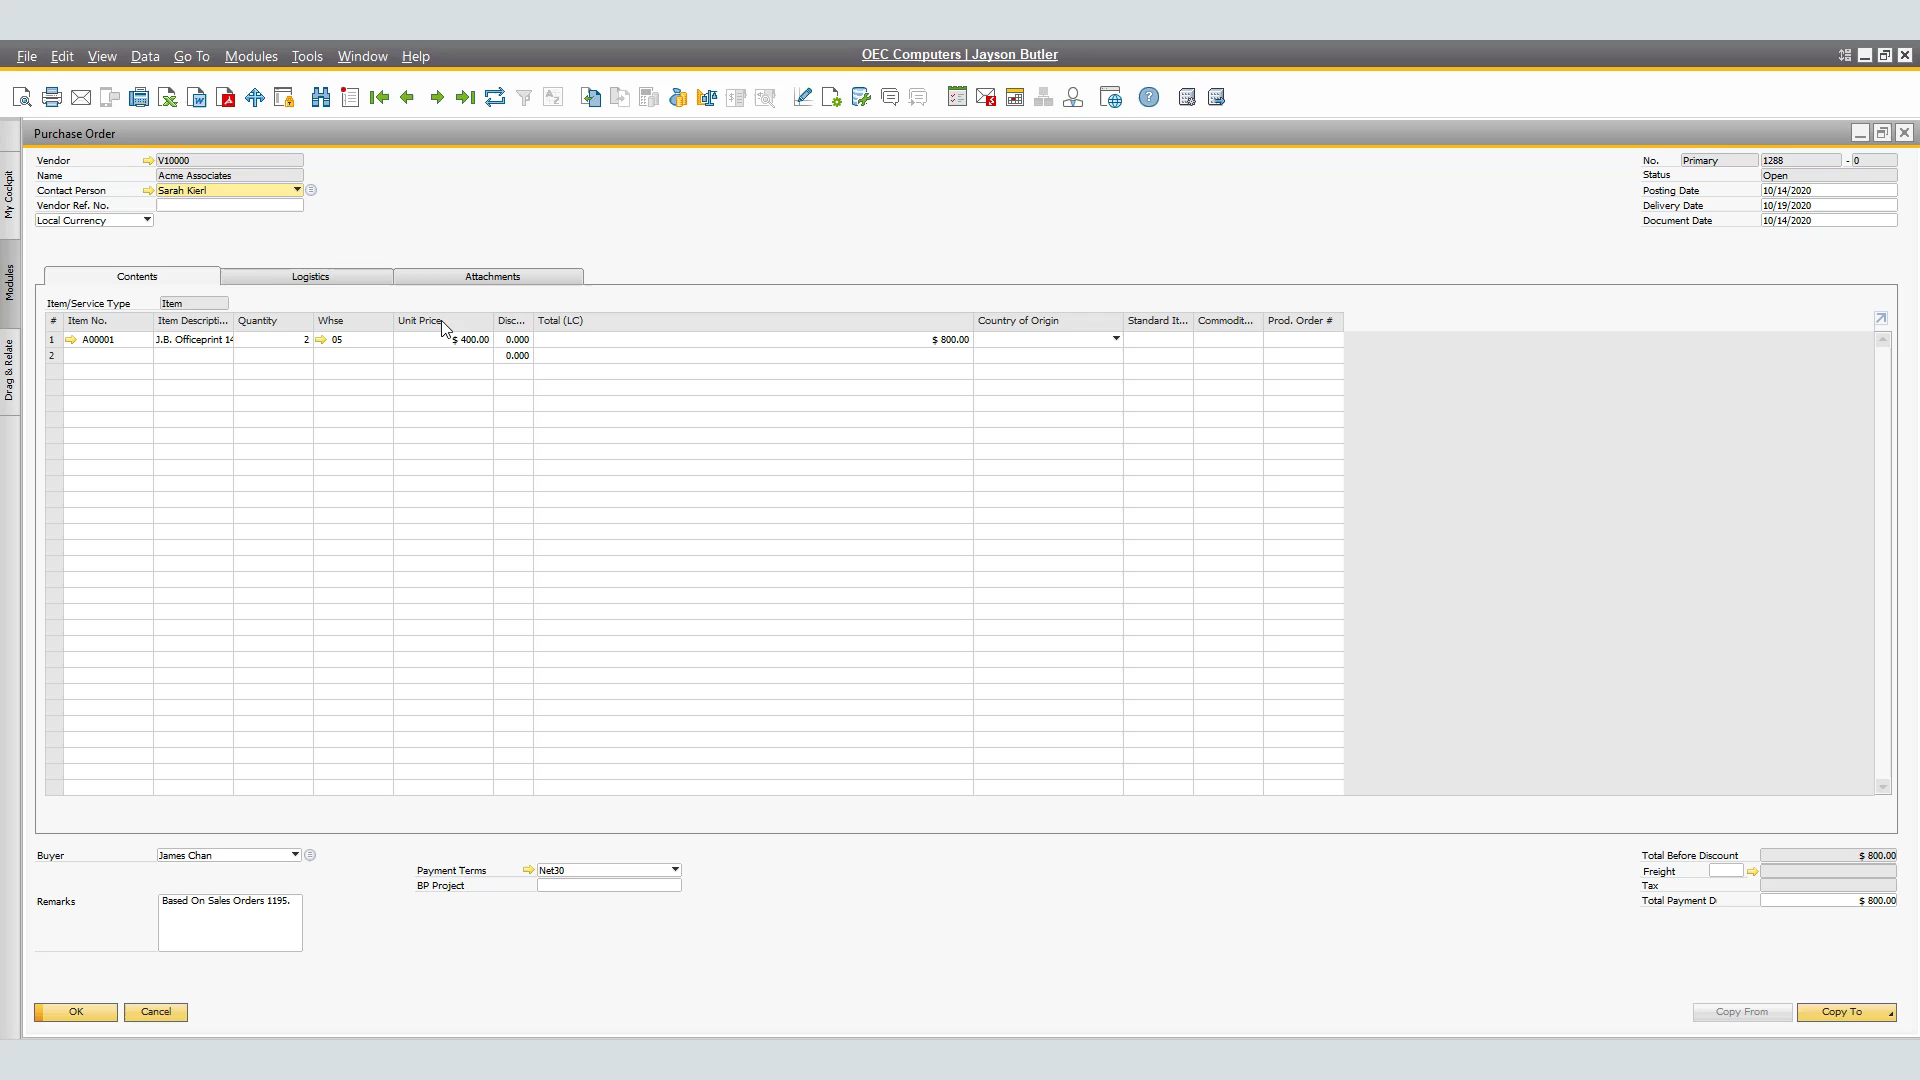 OEC Computers | Jayson Butler
File Edit View Data Go To Modules Tools Window Help
Purchase Order
My Cockpit
Modules
Drag & Relate
Vendor V10000
Name Acme Associates
Contact Person Sarah Kierl
Vendor Ref. No.
Local Currency
No. Primary 1288 - 0
Status Open
Posting Date 10/14/2020
Delivery Date 10/19/2020
Document Date 10/14/2020
Contents Logistics Attachments
Item/Service Type Item
# Item No. Item Descripti... Quantity Whse Unit Price Disc... Total (LC) Country of Origin Standard It... Commodit... Prod. Order #
1 A00001 J.B. Officeprint 14 2 05 $ 400.00 0.000 $ 800.00
2 0.000
Buyer James Chan
Payment Terms Net30
BP Project
Remarks Based On Sales Orders 1195.
Total Before Discount $ 800.00
Freight
Tax
Total Payment D $ 800.00
OK Cancel
Copy From Copy To